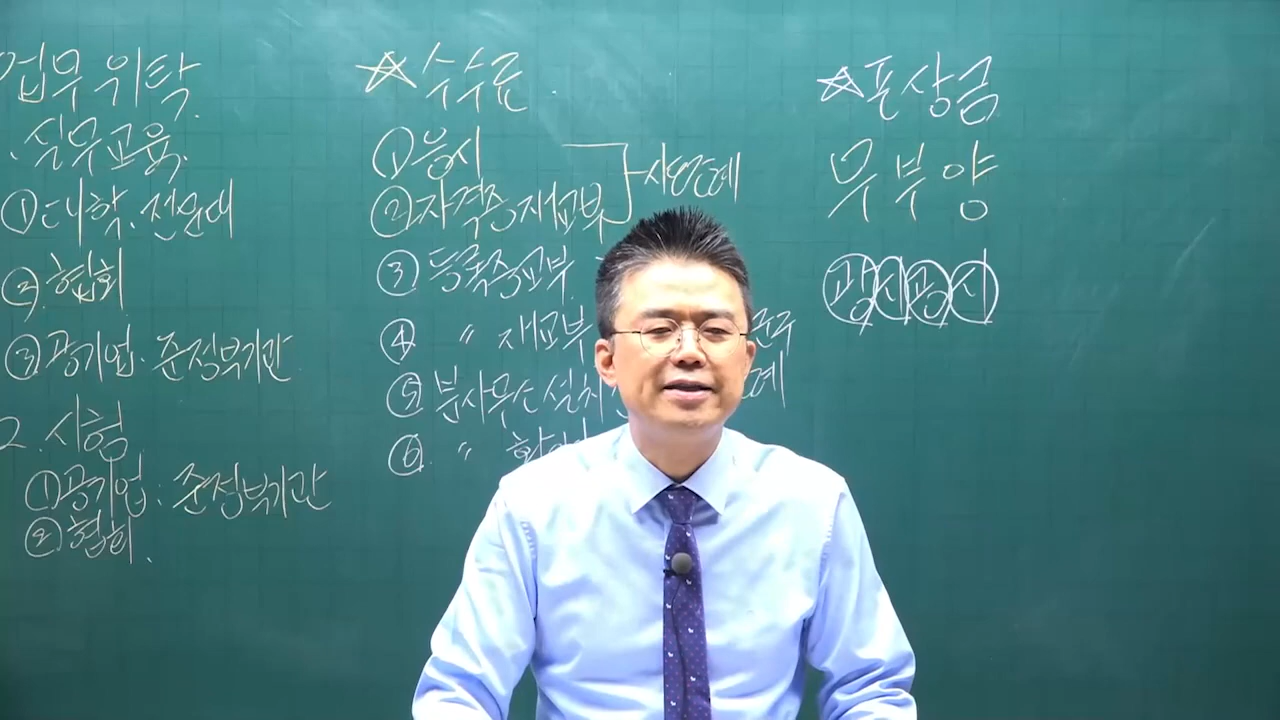 업무위탁.
·실무교육.
① 대학·전문대
② 협회
③ 공기업·준정부기관
2. 시험
① 공기업·준정부기관
② 협회.
☆수수료.
① 응시
② 자격증재교부
시·도조례
③ 등록증교부
④ 〃 재교부
⑤ 분사무소설치
⑥ 〃
☆포상금
무부양